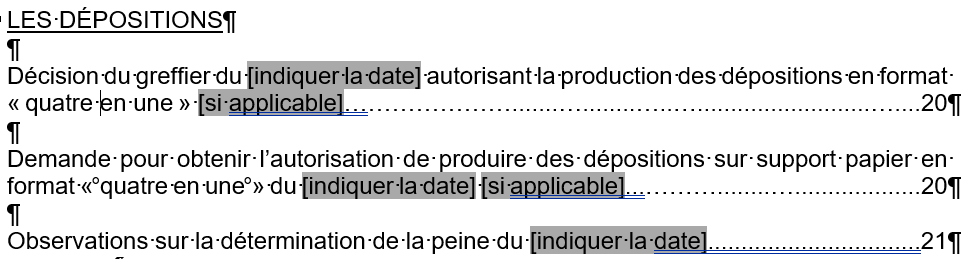 LES DÉPOSITIONS¶
¶
Décision du greffier du [indiquer la date] autorisant la production des dépositions en format
« quatre en une » [si applicable]……………………......……….....…….....…….....….....……......20¶
¶
Demande pour obtenir l’autorisation de produire des dépositions sur support papier en
format «°quatre en une°» du [indiquer la date] [si applicable]...………......…......……..................20¶
¶
Observations sur la détermination de la peine du [indiquer la date]................................21¶